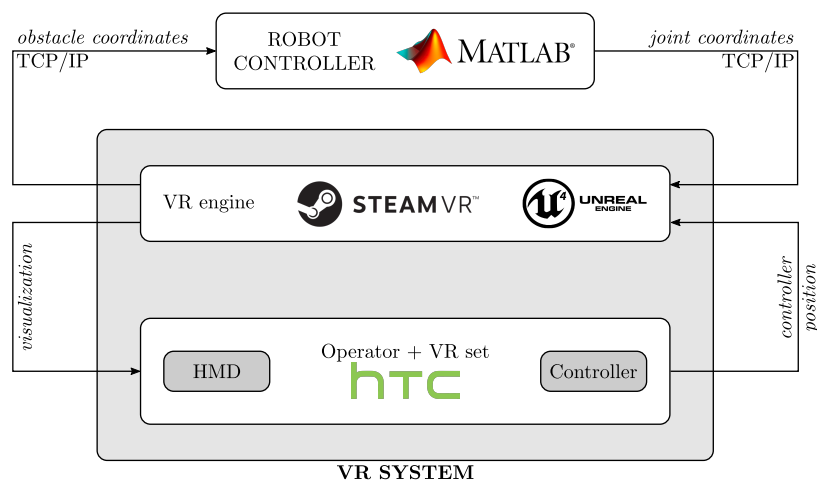 obstacle coordinates
TCP/IP
ROBOT
CONTROLLER
MATLAB®
joint coordinates
TCP/IP
VR engine
STEAMVR™
U4
UNREAL
ENGINE
visualization
controller
position
Operator + VR set
HMD
hTC
Controller
VR SYSTEM